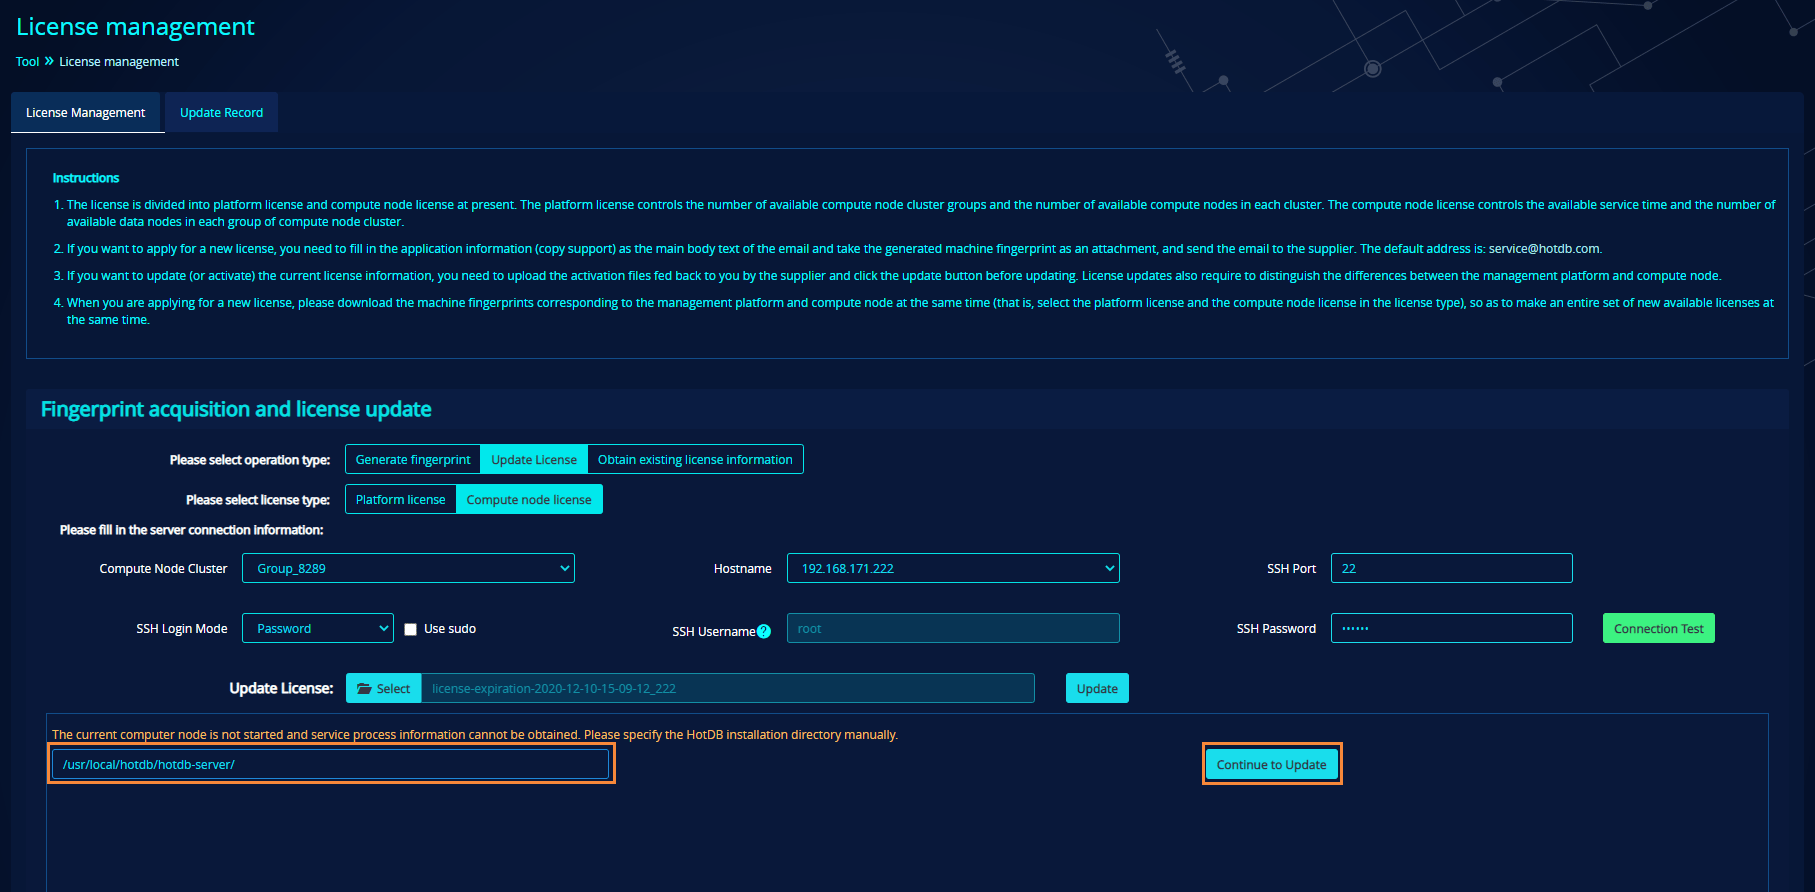 License management
Tool » License management
License Management
Update Record
Instructions
1. The license is divided into platform license and compute node license at present. The platform license controls the number of available compute node cluster groups and the number of available compute nodes in each cluster. The compute node license controls the available service time and the number of
available data nodes in each group of compute node cluster.
2. If you want to apply for a new license, you need to fill in the application information (copy support) as the main body text of the email and take the generated machine fingerprint as an attachment, and send the email to the supplier. The default address is: service@hotdb.com.
3. If you want to update (or activate) the current license information, you need to upload the activation files fed back to you by the supplier and click the update button before updating. License updates also require to distinguish the differences between the management platform and compute node.
4. When you are applying for a new license, please download the machine fingerprints corresponding to the management platform and compute node at the same time (that is, select the platform license and the compute node license in the license type), so as to make an entire set of new available licenses at
the same time.
Fingerprint acquisition and license update
Please select operation type: Generate fingerprint Update License Obtain existing license information
Please select license type: Platform license Compute node license
Please fill in the server connection information:
Compute Node Cluster Group_8289 Hostname 192.168.171.222 SSH Port 22
SSH Login Mode Password Use sudo SSH Username ? root SSH Password •••••• Connection Test
Update License: Select license-expiration-2020-12-10-15-09-12_222 Update
The current computer node is not started and service process information cannot be obtained. Please specify the HotDB installation directory manually.
/usr/local/hotdb/hotdb-server/ Continue to Update